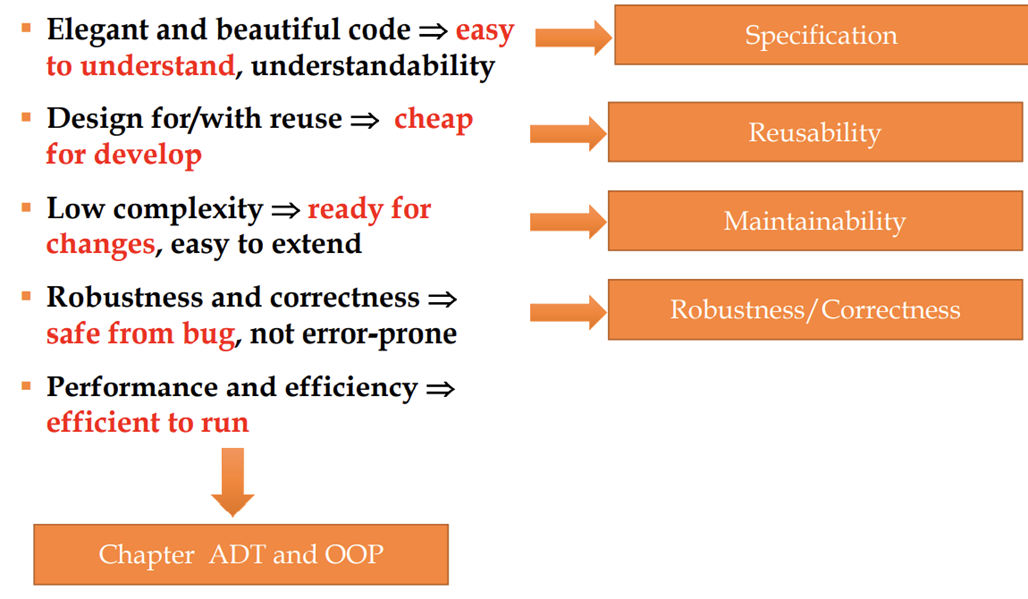 ▪ Elegant and beautiful code ⇒ easy
to understand, understandability
Specification
▪ Design for/with reuse ⇒ cheap
for develop
Reusability
▪ Low complexity ⇒ ready for
changes, easy to extend
Maintainability
▪ Robustness and correctness ⇒
safe from bug, not error-prone
Robustness/Correctness
▪ Performance and efficiency ⇒
efficient to run
Chapter ADT and OOP